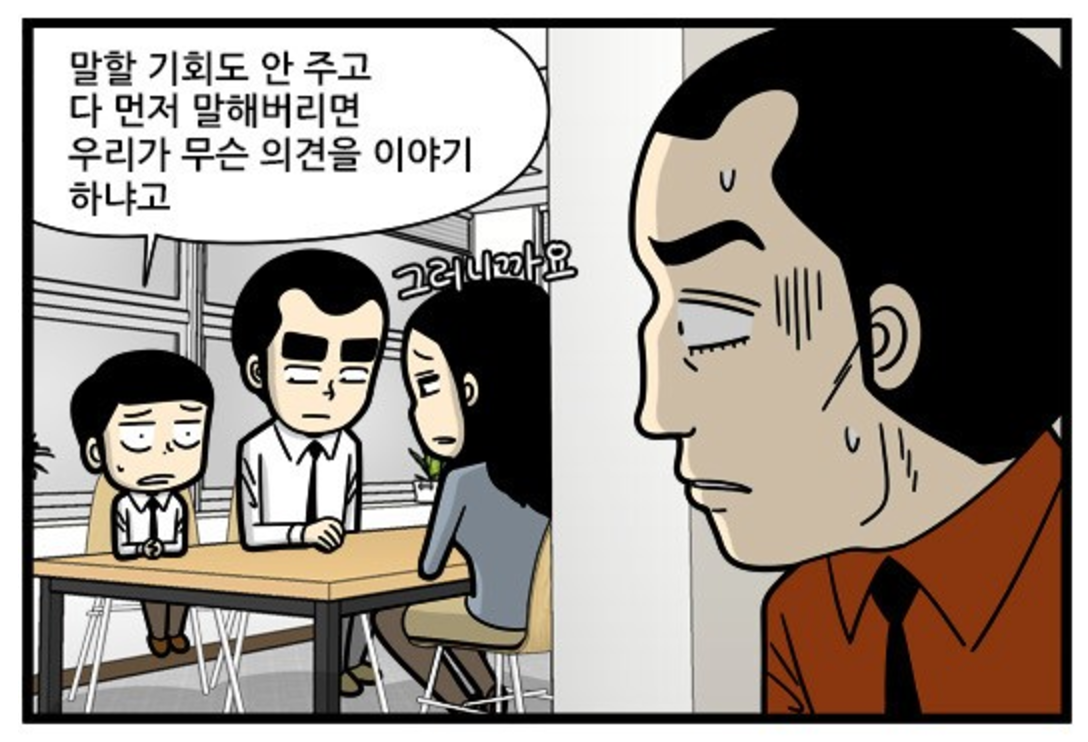 말할 기회도 안 주고
다 먼저 말해버리면
우리가 무슨 의견을 이야기
하냐고
그러니까요